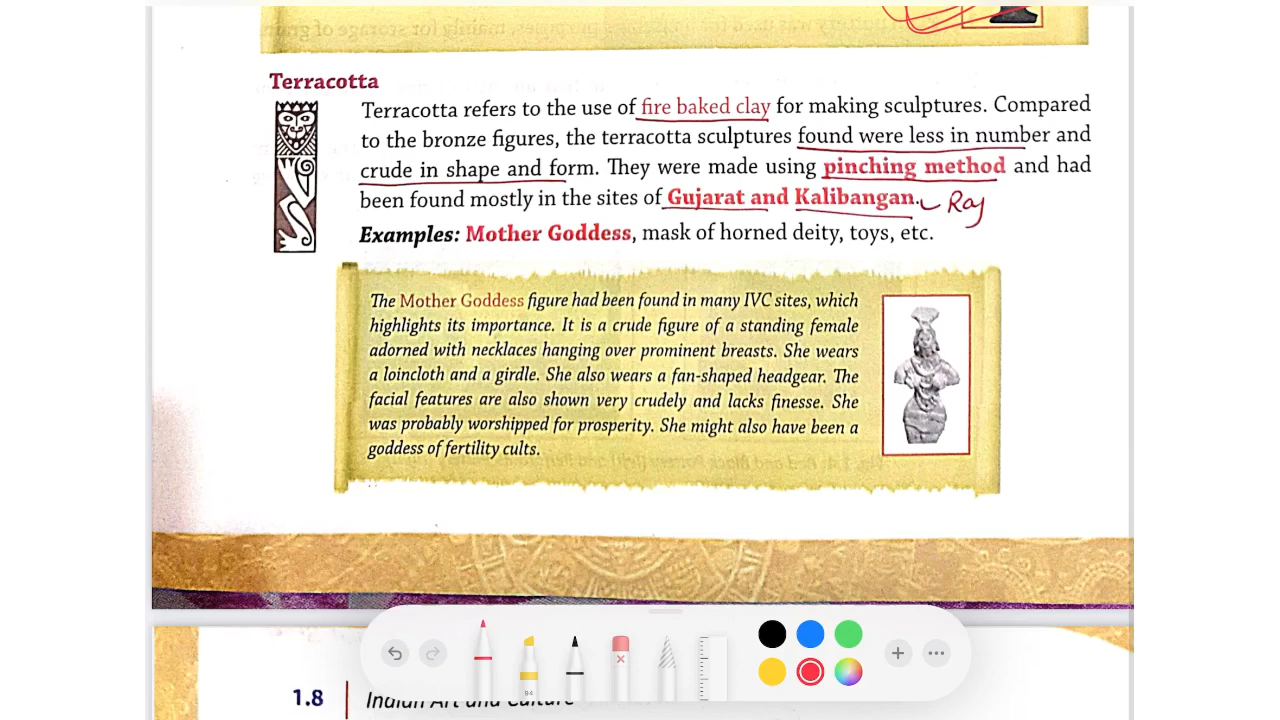 Terracotta
Terracotta refers to the use of fire baked clay for making sculptures. Compared
to the bronze figures, the terracotta sculptures found were less in number and
crude in shape and form. They were made using pinching method and had
been found mostly in the sites of Gujarat and Kalibangan. Raj
Examples: Mother Goddess, mask of horned deity, toys, etc.
The Mother Goddess figure had been found in many IVC sites, which
highlights its importance. It is a crude figure of a standing female
adorned with necklaces hanging over prominent breasts. She wears
a loincloth and a girdle. She also wears a fan-shaped headgear. The
facial features are also shown very crudely and lacks finesse. She
was probably worshipped for prosperity. She might also have been a
goddess of fertility cults.
1.8 Indian Art and Culture